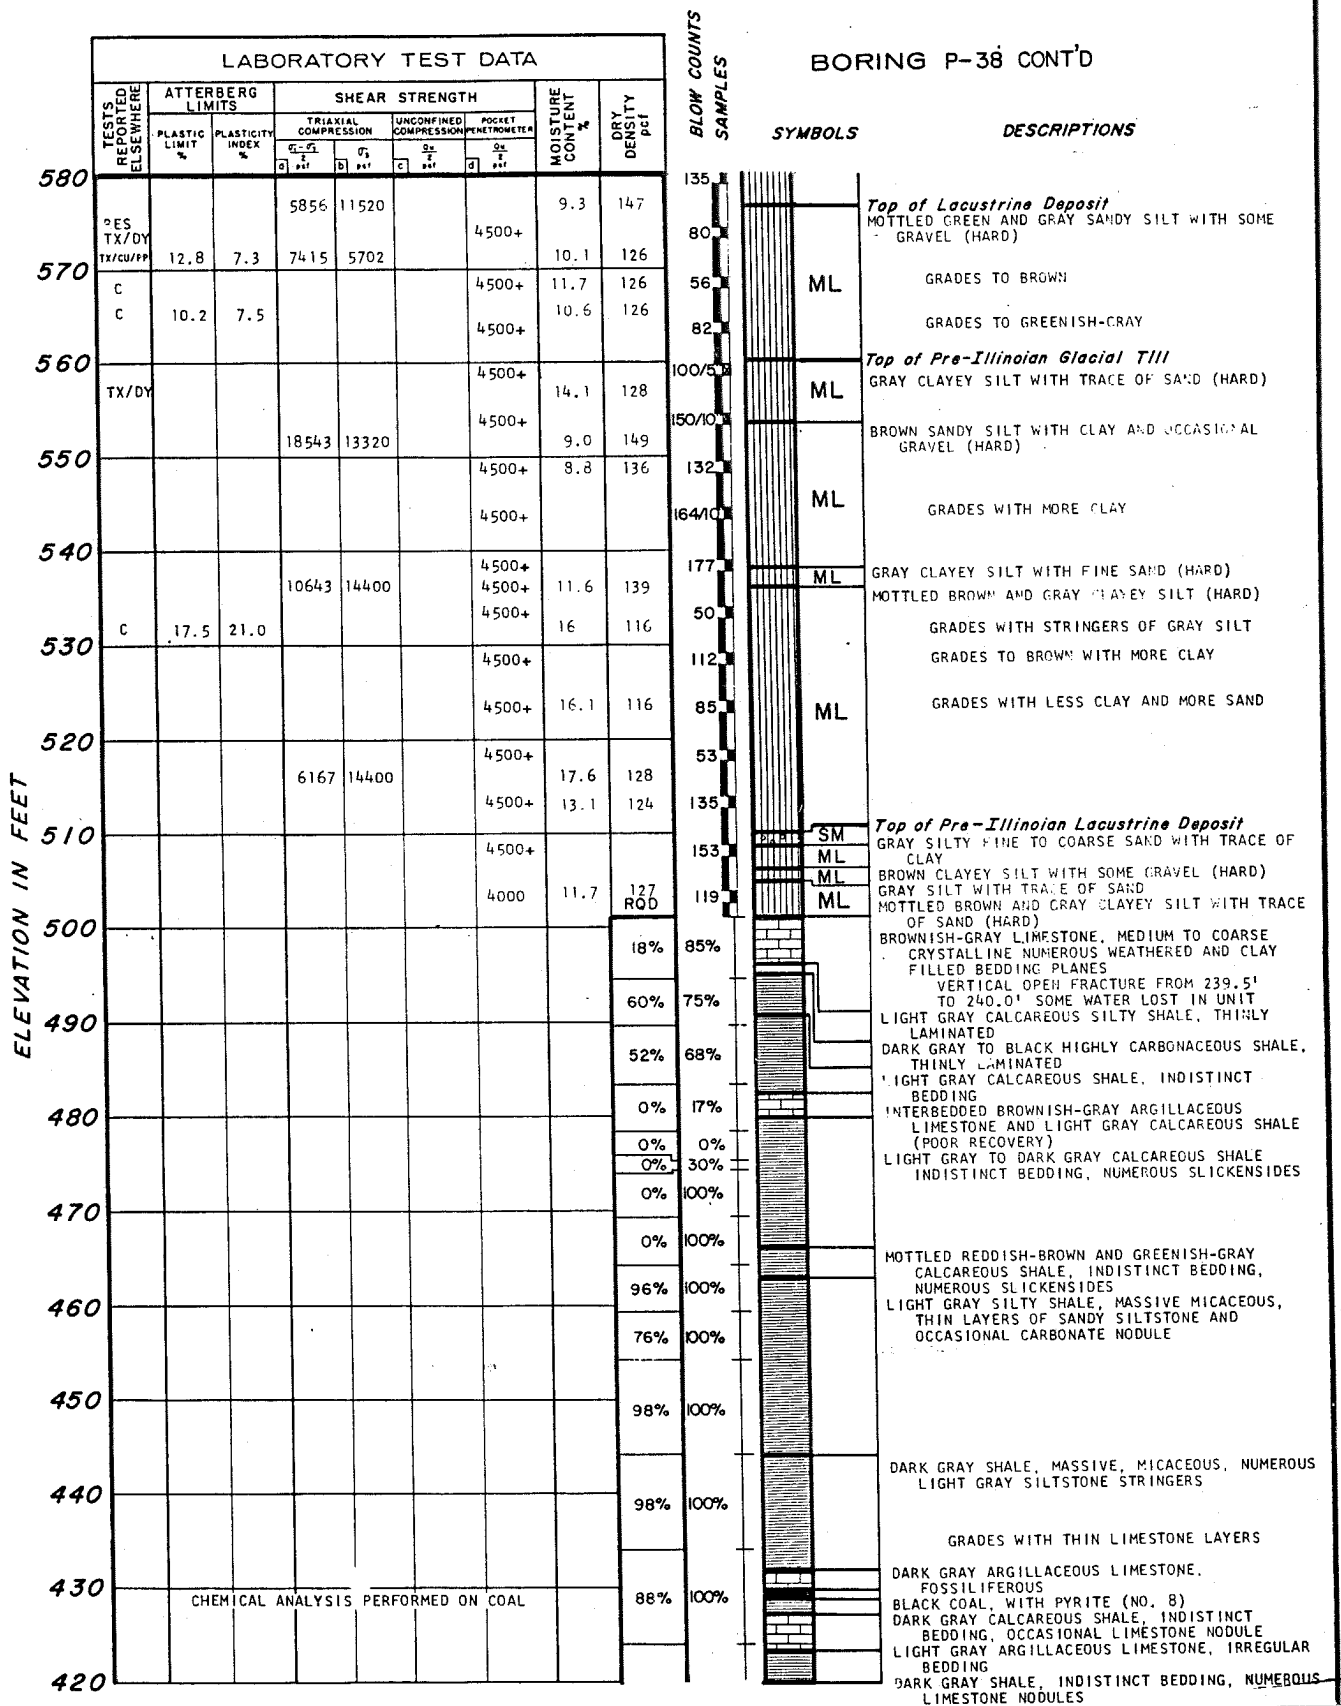 LABORATORY TEST DATA
BLOW COUNTS
SAMPLES
BORING P-38 CONT'D
TESTS REPORTED ELSEWHERE
ATTERBERG LIMITS
SHEAR STRENGTH
MOISTURE CONTENT %
DRY DENSITY pcf
PLASTIC LIMIT %
PLASTICITY INDEX %
TRIAXIAL COMPRESSION
UNCONFINED COMPRESSION
POCKET PENETROMETER
a psf
b psf
c psf
d psf
SYMBOLS
DESCRIPTIONS
ELEVATION IN FEET
580 135
5856 11520 9.3 147
Top of Lacustrine Deposit
MOTTLED GREEN AND GRAY SANDY SILT WITH SOME
GRAVEL (HARD)
TX/DY 4500+ 80
TX/CU/PP 12.8 7.3 7415 5702 10.1 126
570
C 4500+ 11.7 126 56 ML GRADES TO BROWN
C 10.2 7.5 10.6 126
4500+ 82 GRADES TO GREENISH-GRAY
560
Top of Pre-Illinoian Glacial Till
4500+ 100/5 GRAY CLAYEY SILT WITH TRACE OF SAND (HARD)
TX/DY 14.1 128 ML
4500+ 150/10
BROWN SANDY SILT WITH CLAY AND OCCASIONAL
GRAVEL (HARD)
18543 13320 9.0 149
550
4500+ 8.8 136 132
ML
4500+ 164/10 GRADES WITH MORE CLAY
540
4500+ 177
GRAY CLAYEY SILT WITH FINE SAND (HARD)
10643 14400 4500+ 11.6 139 ML
MOTTLED BROWN AND GRAY CLAYEY SILT (HARD)
4500+ 50
C 17.5 21.0 16 116 GRADES WITH STRINGERS OF GRAY SILT
530
4500+ 112 GRADES TO BROWN WITH MORE CLAY
4500+ 16.1 116 85 ML GRADES WITH LESS CLAY AND MORE SAND
520
4500+ 53
6167 14400 17.6 128
4500+ 13.1 124 135
510
Top of Pre-Illinoian Lacustrine Deposit
SM GRAY SILTY FINE TO COARSE SAND WITH TRACE OF
CLAY
4500+ 153 ML
BROWN CLAYEY SILT WITH SOME GRAVEL (HARD)
ML GRAY SILT WITH TRACE OF SAND
4000 11.7 127 119 ML
MOTTLED BROWN AND GRAY CLAYEY SILT WITH TRACE
OF SAND (HARD)
RQD
500
18% 85%
BROWNISH-GRAY LIMESTONE, MEDIUM TO COARSE
CRYSTALLINE NUMEROUS WEATHERED AND CLAY
FILLED BEDDING PLANES
VERTICAL OPEN FRACTURE FROM 239.5'
TO 240.0' SOME WATER LOST IN UNIT
60% 75%
490
LIGHT GRAY CALCAREOUS SILTY SHALE, THINLY
LAMINATED
52% 68%
DARK GRAY TO BLACK HIGHLY CARBONACEOUS SHALE,
THINLY LAMINATED
LIGHT GRAY CALCAREOUS SHALE, INDISTINCT
BEDDING
0% 17%
480
INTERBEDDED BROWNISH-GRAY ARGILLACEOUS
LIMESTONE AND LIGHT GRAY CALCAREOUS SHALE
(POOR RECOVERY)
0% 0%
0% 30%
LIGHT GRAY TO DARK GRAY CALCAREOUS SHALE
INDISTINCT BEDDING, NUMEROUS SLICKENSIDES
0% 100%
470
0% 100%
MOTTLED REDDISH-BROWN AND GREENISH-GRAY
CALCAREOUS SHALE, INDISTINCT BEDDING,
NUMEROUS SLICKENSIDES
96% 100%
460
LIGHT GRAY SILTY SHALE, MASSIVE MICACEOUS,
THIN LAYERS OF SANDY SILTSTONE AND
OCCASIONAL CARBONATE NODULE
76% 100%
450
98% 100%
DARK GRAY SHALE, MASSIVE, MICACEOUS, NUMEROUS
LIGHT GRAY SILTSTONE STRINGERS
440
98% 100%
GRADES WITH THIN LIMESTONE LAYERS
DARK GRAY ARGILLACEOUS LIMESTONE,
FOSSILIFEROUS
430
CHEMICAL ANALYSIS PERFORMED ON COAL 88% 100%
BLACK COAL, WITH PYRITE (NO. 8)
DARK GRAY CALCAREOUS SHALE, INDISTINCT
BEDDING, OCCASIONAL LIMESTONE NODULE
LIGHT GRAY ARGILLACEOUS LIMESTONE, IRREGULAR
BEDDING
420
DARK GRAY SHALE, INDISTINCT BEDDING, NUMEROUS
LIMESTONE NODULES